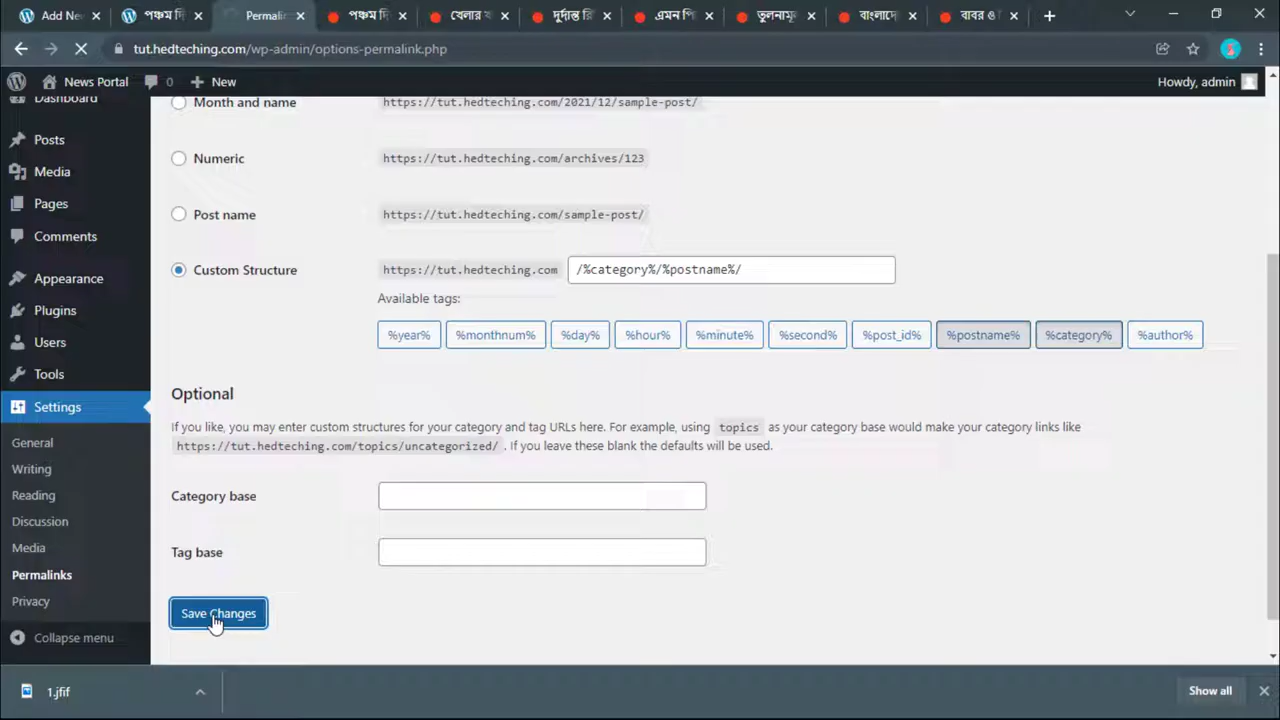 Add Ne
পঞ্চম দি
Permalin
পঞ্চম দি
খেলার
দুর্দান্ত
এমন পি
তুলনামূ
বাংলাদে
বাবর ও
tut.hedteching.com/wp-admin/options-permalink.php
News Portal 0 New Howdy, admin
Dashboard
Month and name https://tut.hedteching.com/2021/12/sample-post/
Posts
Numeric https://tut.hedteching.com/archives/123
Media
Pages
Post name https://tut.hedteching.com/sample-post/
Comments
Custom Structure https://tut.hedteching.com /%category%/%postname%/
Appearance
Available tags:
Plugins
%year% %monthnum% %day% %hour% %minute% %second% %post_id% %postname% %category% %author%
Users
Tools
Optional
Settings
If you like, you may enter custom structures for your category and tag URLs here. For example, using topics as your category base would make your category links like
https://tut.hedteching.com/topics/uncategorized/ . If you leave these blank the defaults will be used.
General
Writing
Reading
Category base
Discussion
Media
Tag base
Permalinks
Privacy
Save Changes
Collapse menu
1.jfif
Show all